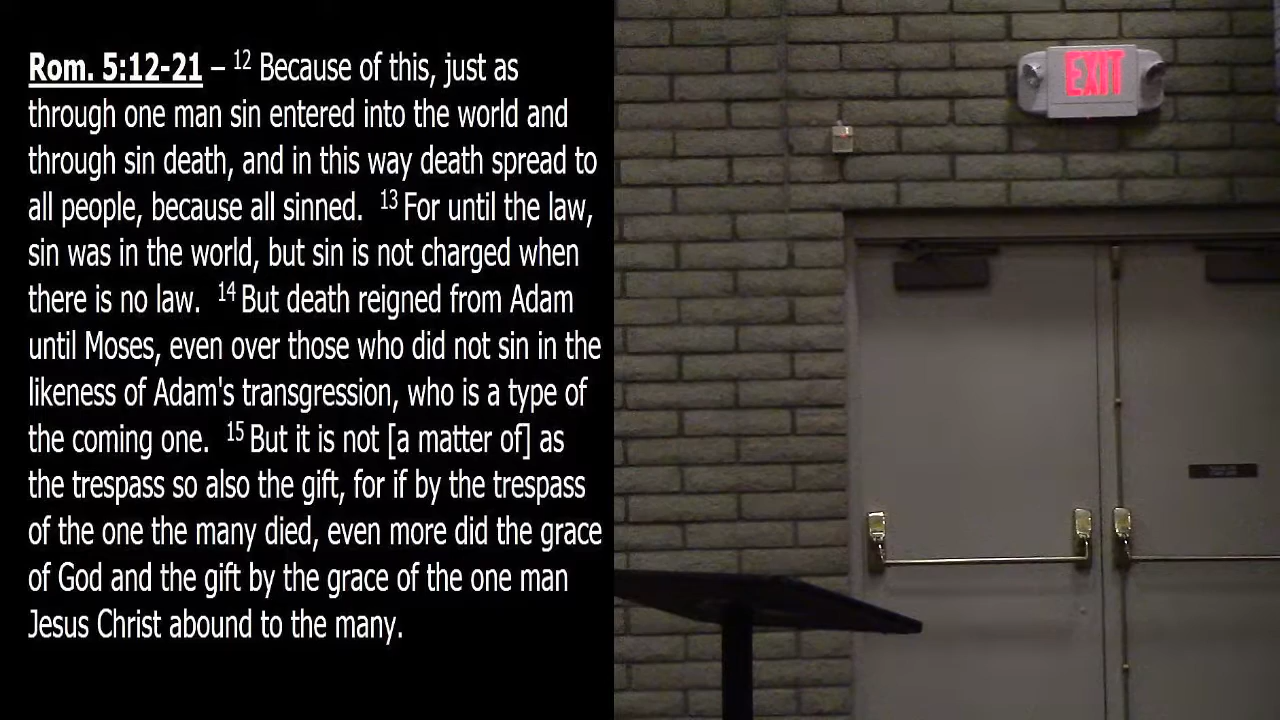 Rom. 5:12-21 – 12 Because of this, just as
through one man sin entered into the world and
through sin death, and in this way death spread to
all people, because all sinned. 13 For until the law,
sin was in the world, but sin is not charged when
there is no law. 14 But death reigned from Adam
until Moses, even over those who did not sin in the
likeness of Adam's transgression, who is a type of
the coming one. 15 But it is not [a matter of] as
the trespass so also the gift, for if by the trespass
of the one the many died, even more did the grace
of God and the gift by the grace of the one man
Jesus Christ abound to the many.
EXIT